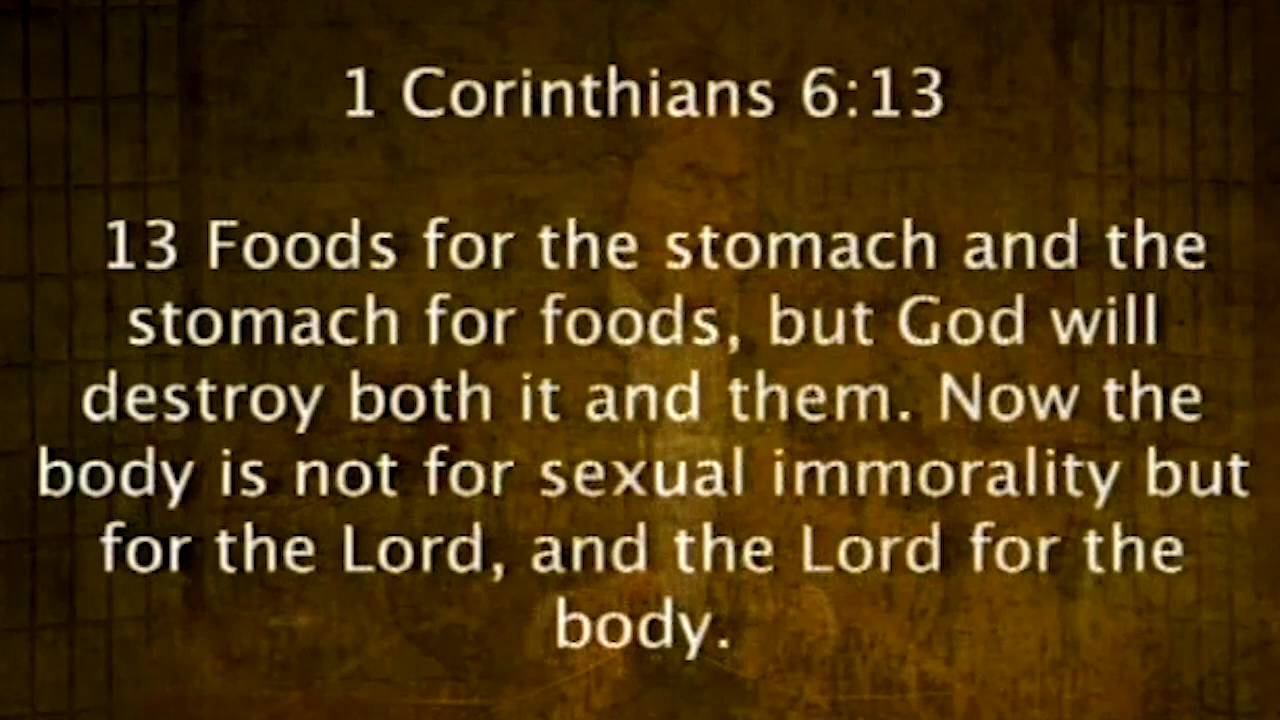 1 Corinthians 6:13
13 Foods for the stomach and the
stomach for foods, but God will
destroy both it and them. Now the
body is not for sexual immorality but
for the Lord, and the Lord for the
body.